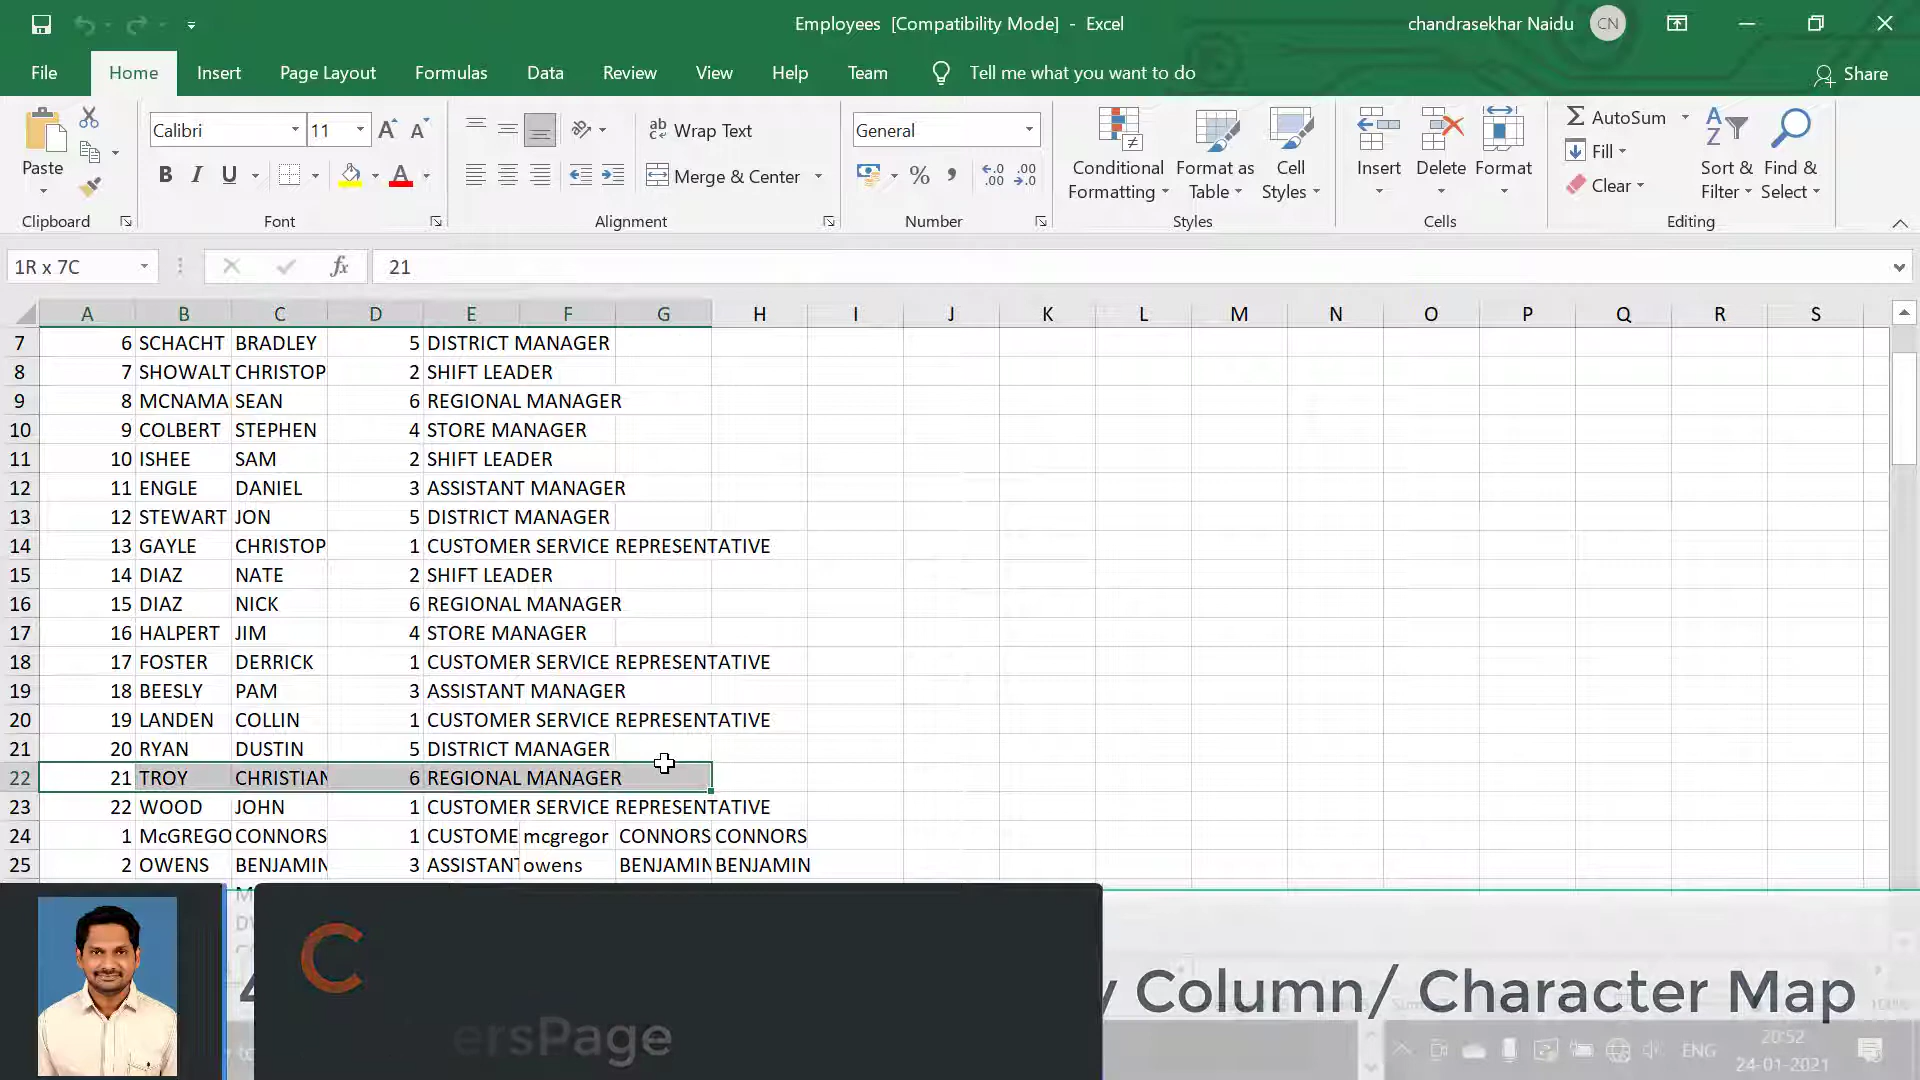 Employees [Compatibility Mode] - Excel
chandrasekhar Naidu CN
File Home Insert Page Layout Formulas Data Review View Help Team Tell me what you want to do Share
Paste
Calibri 11
B I U A
ab Wrap Text
Merge & Center
General
% ,
Conditional Formatting
Format as Table
Cell Styles
Insert
Delete
Format
AutoSum
Fill
Clear
Sort & Filter
Find & Select
Clipboard Font Alignment Number Styles Cells Editing
1R x 7C fx 21
A B C D E F G H I J K L M N O P Q R S
7 6 SCHACHT BRADLEY 5 DISTRICT MANAGER
8 7 SHOWALT CHRISTOP 2 SHIFT LEADER
9 8 MCNAMA SEAN 6 REGIONAL MANAGER
10 9 COLBERT STEPHEN 4 STORE MANAGER
11 10 ISHEE SAM 2 SHIFT LEADER
12 11 ENGLE DANIEL 3 ASSISTANT MANAGER
13 12 STEWART JON 5 DISTRICT MANAGER
14 13 GAYLE CHRISTOP 1 CUSTOMER SERVICE REPRESENTATIVE
15 14 DIAZ NATE 2 SHIFT LEADER
16 15 DIAZ NICK 6 REGIONAL MANAGER
17 16 HALPERT JIM 4 STORE MANAGER
18 17 FOSTER DERRICK 1 CUSTOMER SERVICE REPRESENTATIVE
19 18 BEESLY PAM 3 ASSISTANT MANAGER
20 19 LANDEN COLLIN 1 CUSTOMER SERVICE REPRESENTATIVE
21 20 RYAN DUSTIN 5 DISTRICT MANAGER
22 21 TROY CHRISTIAN 6 REGIONAL MANAGER
23 22 WOOD JOHN 1 CUSTOMER SERVICE REPRESENTATIVE
24 1 McGREGO CONNORS 1 CUSTOME mcgregor CONNORS CONNORS
25 2 OWENS BENJAMIN 3 ASSISTANT owens BENJAMIN BENJAMIN
C
ersPage
y Column/ Character Map
ENG
20:52
24-01-2021